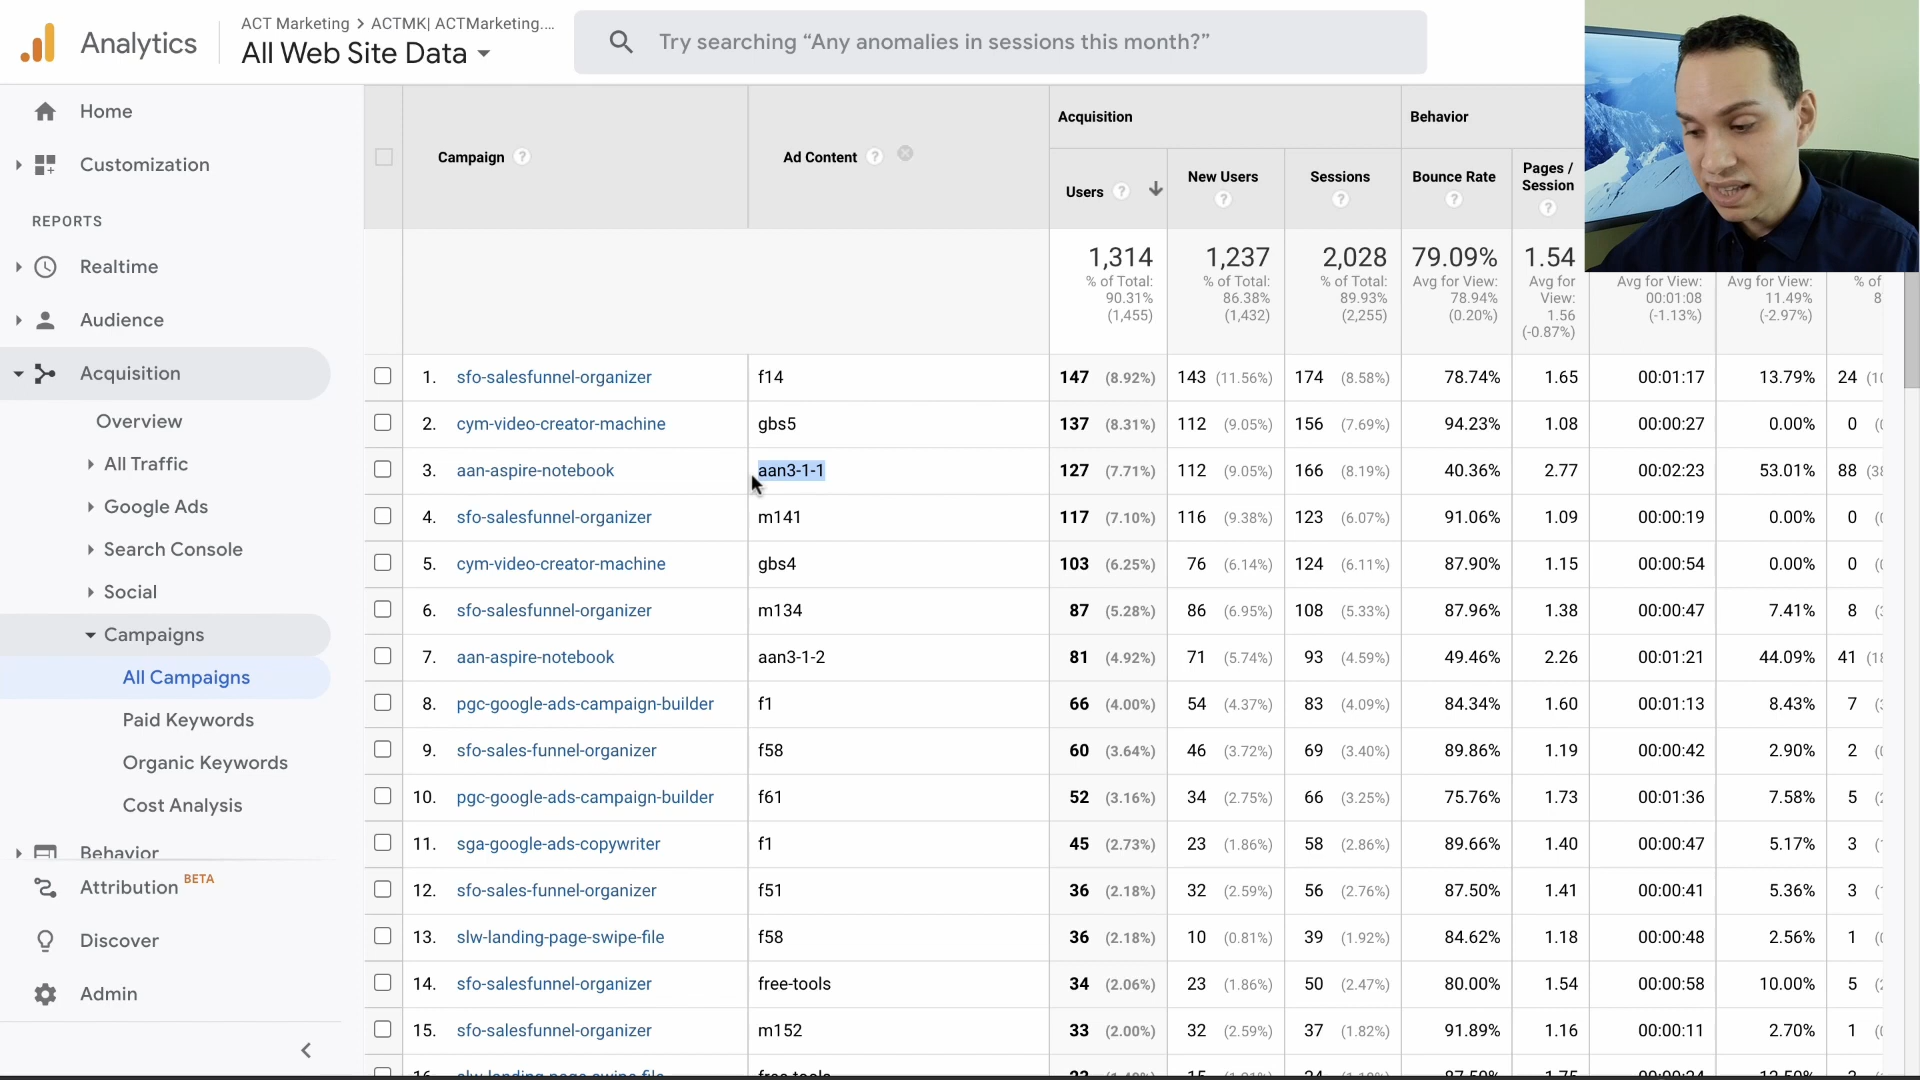 Analytics
ACT Marketing > ACTMK| ACTMarketing....
All Web Site Data
Try searching “Any anomalies in sessions this month?”
Home
Customization
REPORTS
Realtime
Audience
Acquisition
Overview
All Traffic
Google Ads
Search Console
Social
Campaigns
All Campaigns
Paid Keywords
Organic Keywords
Cost Analysis
Behavior
Attribution BETA
Discover
Admin
Campaign ?
Ad Content ?
Acquisition
Behavior
Users ?
New Users ?
Sessions ?
Bounce Rate ?
Pages / Session ?
1,314 1,237 2,028 79.09% 1.54
% of Total: 90.31% (1,455)
% of Total: 86.38% (1,432)
% of Total: 89.93% (2,255)
Avg for View: 78.94% (0.20%)
Avg for View: 1.56 (-0.87%)
Avg for View: 00:01:08 (-1.13%)
Avg for View: 11.49% (-2.97%)
% of 8
1. sfo-salesfunnel-organizer f14 147 (8.92%) 143 (11.56%) 174 (8.58%) 78.74% 1.65 00:01:17 13.79% 24
2. cym-video-creator-machine gbs5 137 (8.31%) 112 (9.05%) 156 (7.69%) 94.23% 1.08 00:00:27 0.00% 0
3. aan-aspire-notebook aan3-1-1 127 (7.71%) 112 (9.05%) 166 (8.19%) 40.36% 2.77 00:02:23 53.01% 88
4. sfo-salesfunnel-organizer m141 117 (7.10%) 116 (9.38%) 123 (6.07%) 91.06% 1.09 00:00:19 0.00% 0
5. cym-video-creator-machine gbs4 103 (6.25%) 76 (6.14%) 124 (6.11%) 87.90% 1.15 00:00:54 0.00% 0
6. sfo-salesfunnel-organizer m134 87 (5.28%) 86 (6.95%) 108 (5.33%) 87.96% 1.38 00:00:47 7.41% 8
7. aan-aspire-notebook aan3-1-2 81 (4.92%) 71 (5.74%) 93 (4.59%) 49.46% 2.26 00:01:21 44.09% 41
8. pgc-google-ads-campaign-builder f1 66 (4.00%) 54 (4.37%) 83 (4.09%) 84.34% 1.60 00:01:13 8.43% 7
9. sfo-sales-funnel-organizer f58 60 (3.64%) 46 (3.72%) 69 (3.40%) 89.86% 1.19 00:00:42 2.90% 2
10. pgc-google-ads-campaign-builder f61 52 (3.16%) 34 (2.75%) 66 (3.25%) 75.76% 1.73 00:01:36 7.58% 5
11. sga-google-ads-copywriter f1 45 (2.73%) 23 (1.86%) 58 (2.86%) 89.66% 1.40 00:00:47 5.17% 3
12. sfo-sales-funnel-organizer f51 36 (2.18%) 32 (2.59%) 56 (2.76%) 87.50% 1.41 00:00:41 5.36% 3
13. slw-landing-page-swipe-file f58 36 (2.18%) 10 (0.81%) 39 (1.92%) 84.62% 1.18 00:00:48 2.56% 1
14. sfo-salesfunnel-organizer free-tools 34 (2.06%) 23 (1.86%) 50 (2.47%) 80.00% 1.54 00:00:58 10.00% 5
15. sfo-salesfunnel-organizer m152 33 (2.00%) 32 (2.59%) 37 (1.82%) 91.89% 1.16 00:00:11 2.70% 1